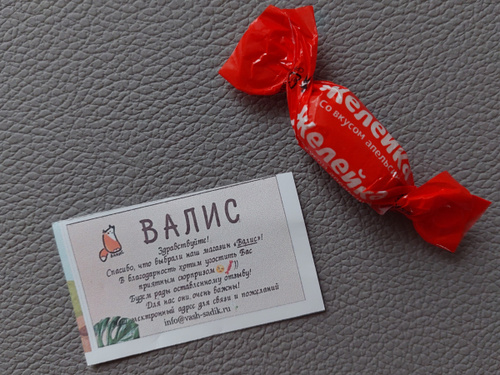 Желейка
Со вкусом апельс
Желейка
ВАЛИС
Здравствуйте!
Спасибо, что выбрали наш магазин «Валис»!
В благодарность хотим угостить Вас
приятным сюрпризом ))
Будем рады оставленному отзыву!
Для нас они очень важны!
электронный адрес для связи и пожеланий
info@vash-sadik.ru